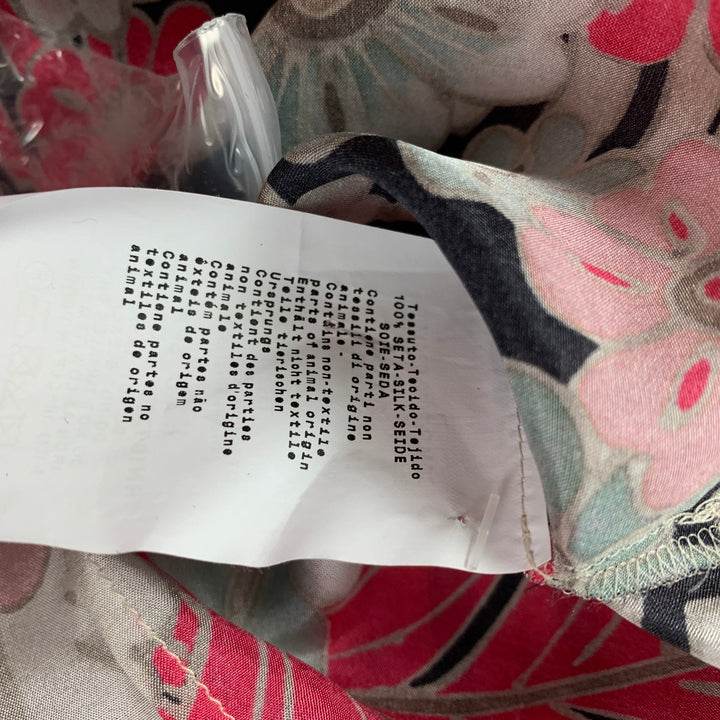 Tessuto-Tecido-Tejido
100% SETA-SILK-SEIDE
SOIE-SEDA
Contiene parti non
tessili di origine
animale.
Contains non-textile
parts of animal origin
Enthält nicht textile
Teile tierischen
Ursprungs
Contient des parties
non textiles d'origine
animale
Contém partes não
êxteis de origem
animal
Contiene partes no
textiles de origen
animal